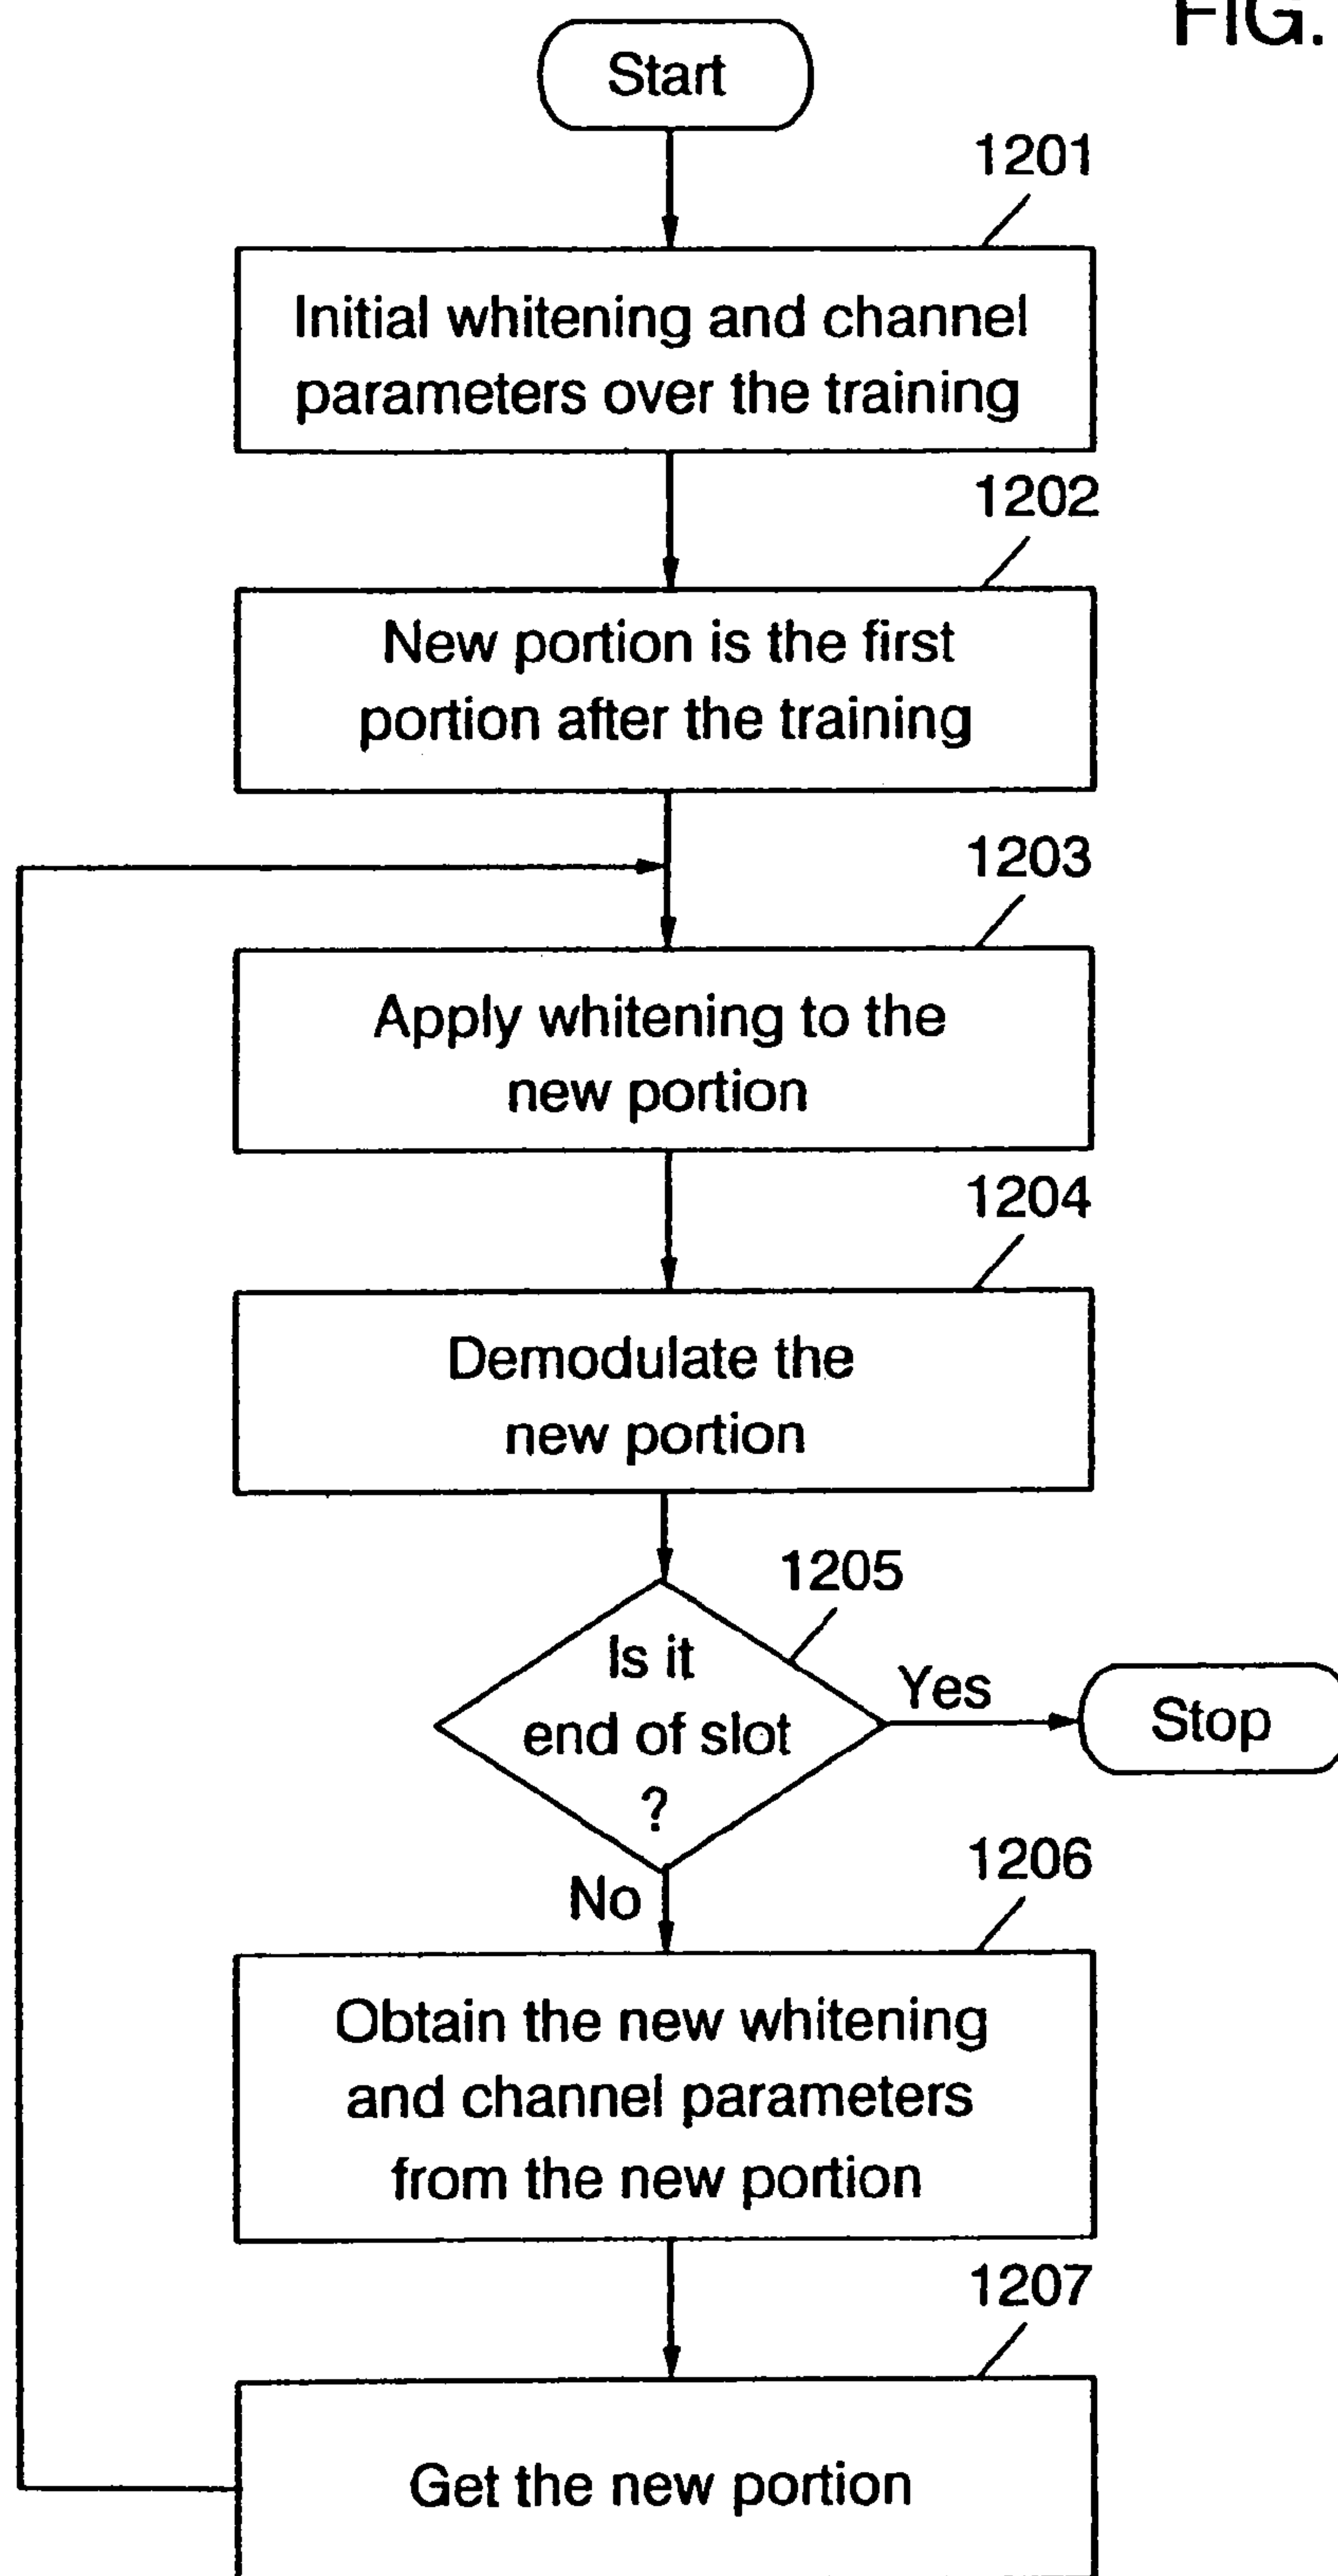 FIG.
Start
1201
Initial whitening and channel
parameters over the training
1202
New portion is the first
portion after the training
1203
Apply whitening to the
new portion
1204
Demodulate the
new portion
1205
Is it
end of slot
?
Yes
Stop
No
1206
Obtain the new whitening
and channel parameters
from the new portion
1207
Get the new portion